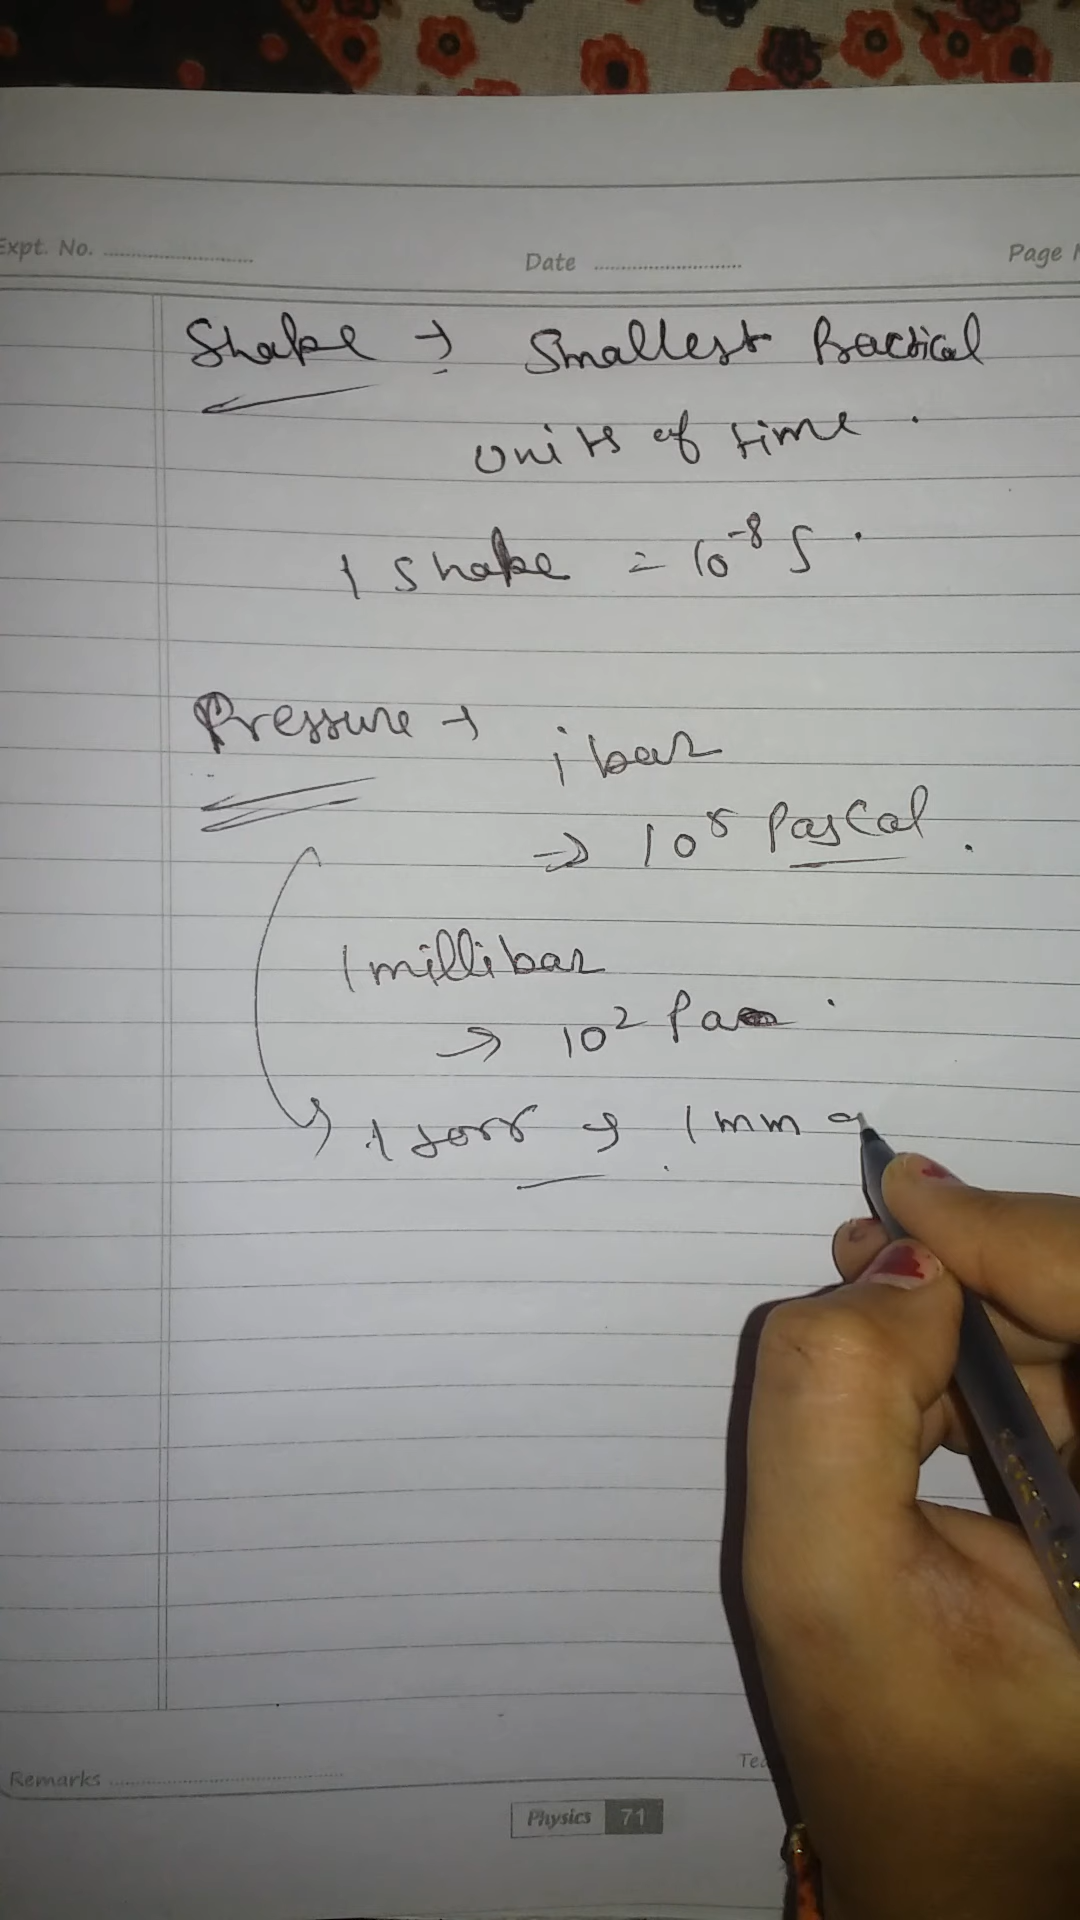 Expt. No.
Date
Page
Shake → Smallest Practical
units of time.
1 Shake = 10⁻⁸ s.
Pressure → 1 bar
→ 10⁵ Pascal.
1 millibar
→ 10² Pa
1 torr → 1 mm
Remarks
Physics 71